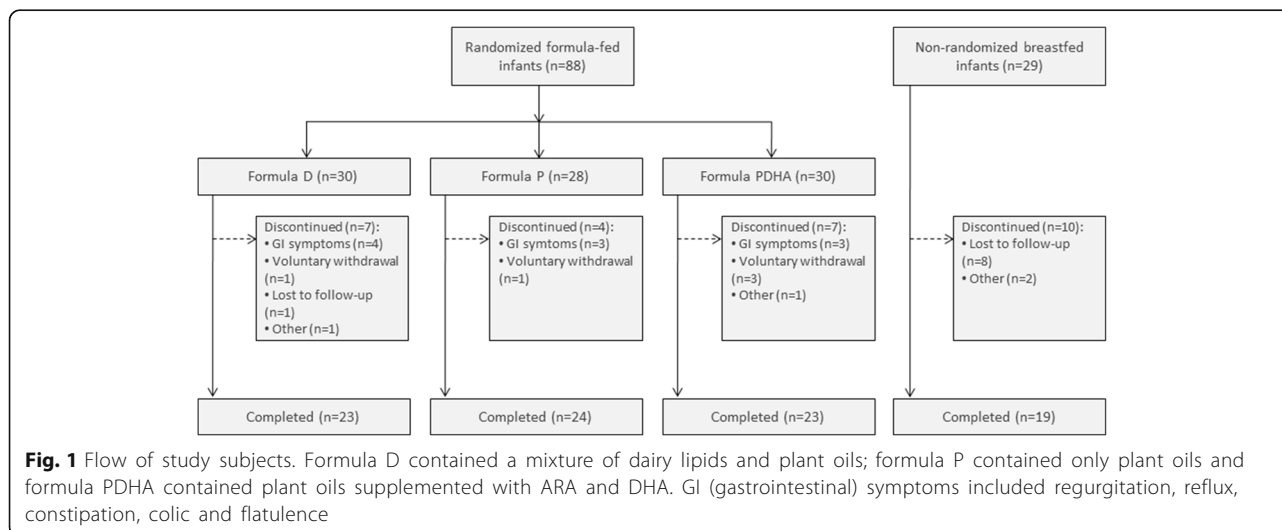 Randomized formula-fed
infants (n=88)
Non-randomized breastfed
infants (n=29)
Formula D (n=30)
Formula P (n=28)
Formula PDHA (n=30)
Discontinued (n=7):
• GI symptoms (n=4)
• Voluntary withdrawal
(n=1)
• Lost to follow-up
(n=1)
• Other (n=1)
Discontinued (n=4):
• GI symtoms (n=3)
• Voluntary withdrawal
(n=1)
Discontinued (n=7):
• GI symptoms (n=3)
• Voluntary withdrawal
(n=3)
• Other (n=1)
Discontinued (n=10):
• Lost to follow-up
(n=8)
• Other (n=2)
Completed (n=23)
Completed (n=24)
Completed (n=23)
Completed (n=19)
Fig. 1 Flow of study subjects. Formula D contained a mixture of dairy lipids and plant oils; formula P contained only plant oils and
formula PDHA contained plant oils supplemented with ARA and DHA. GI (gastrointestinal) symptoms included regurgitation, reflux,
constipation, colic and flatulence